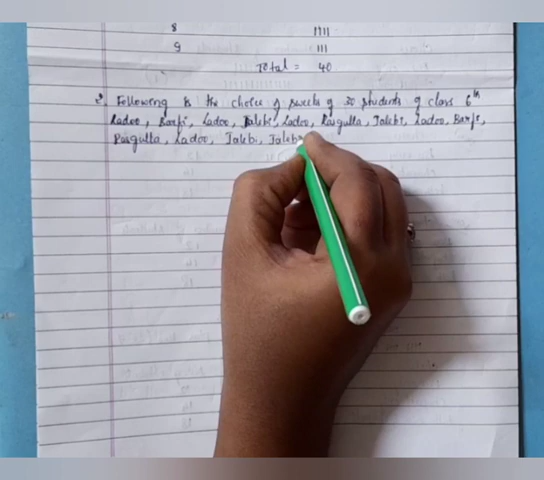 8 𝍸
9 III
Total = 40
2. Following is the choice of sweets of 30 students of class 6th
Ladoo, Barfi, Ladoo, Jalebi, Ladoo, Rasgulla, Jalebi, Ladoo, Barfi,
Rasgulla, Ladoo, Jalebi, Jalebi